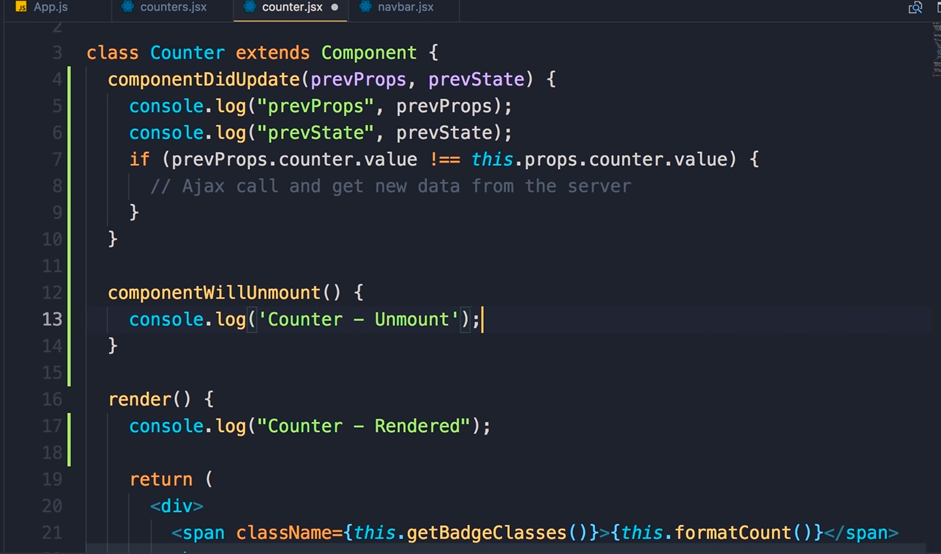 JS App.js counters.jsx counter.jsx ● navbar.jsx
2
3 class Counter extends Component {
4 componentDidUpdate(prevProps, prevState) {
5 console.log("prevProps", prevProps);
6 console.log("prevState", prevState);
7 if (prevProps.counter.value !== this.props.counter.value) {
8 // Ajax call and get new data from the server
9 }
10 }
11
12 componentWillUnmount() {
13 console.log('Counter - Unmount');
14 }
15
16 render() {
17 console.log("Counter - Rendered");
18
19 return (
20 <div>
21 <span className={this.getBadgeClasses()}>{this.formatCount()}</span>